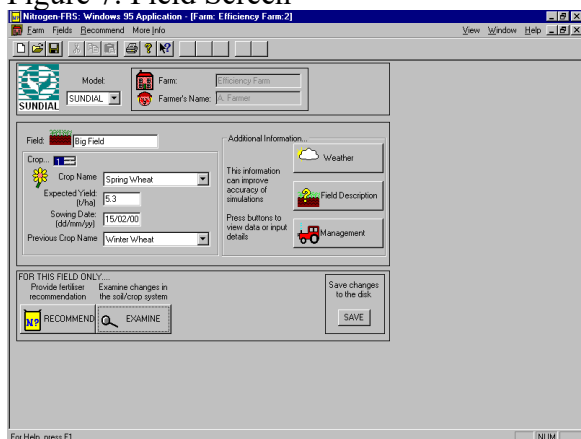 Figure 7. Field Screen
Nitrogen-FRS: Windows 95 Application - [Farm: Efficiency Farm:2]
Farm Fields Recommend More Info View Window Help
SUNDIAL
Model:
SUNDIAL
Farm:
Efficiency Farm
Farmer's Name:
A. Farmer
Field:
Big Field
Crop...
1
Crop Name
Spring Wheat
Expected Yield:
(t/ha)
5.3
Sowing Date:
(dd/mm/yy)
15/02/00
Previous Crop Name
Winter Wheat
Additional Information...
This information
can improve
accuracy of
simulations
Press buttons to
view data or input
details
Weather
Field Description
Management
FOR THIS FIELD ONLY....
Provide fertiliser
recommendation
Examine changes in
the soil/crop system
N?
RECOMMEND
EXAMINE
Save changes
to the disk
SAVE
For Help, press F1
NUM